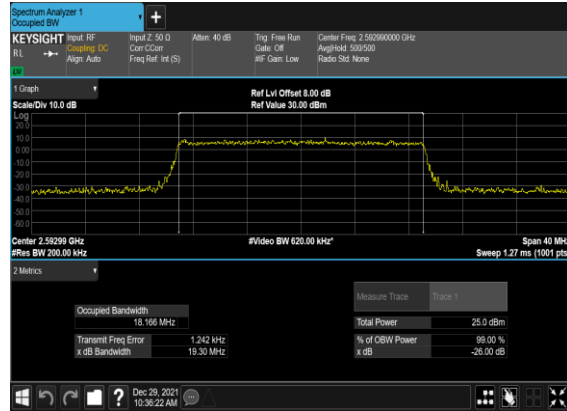 Spectrum Analyzer 1
Occupied BW
+
KEYSIGHT Input: RF Input Z: 50 Ω Atten: 40 dB Trig: Free Run Center Freq: 2.592990000 GHz
RL Coupling: DC Corr CCorr Gate: Off Avg|Hold: 500/500
Align: Auto Freq Ref: Int (S) #IF Gain: Low Radio Std: None
1 Graph
Ref Lvl Offset 8.00 dB
Scale/Div 10.0 dB Ref Value 30.00 dBm
Log
20.0
10.0
0.00
-10.0
-20.0
-30.0
-40.0
-50.0
-60.0
Center 2.59299 GHz #Video BW 620.00 kHz* Span 40 MHz
#Res BW 200.00 kHz Sweep 1.27 ms (1001 pts)
2 Metrics
Measure Trace Trace 1
Occupied Bandwidth
18.166 MHz Total Power 25.0 dBm
Transmit Freq Error 1.242 kHz % of OBW Power 99.00 %
x dB Bandwidth 19.30 MHz x dB -26.00 dB
? Dec 29, 2021
10:36:22 AM